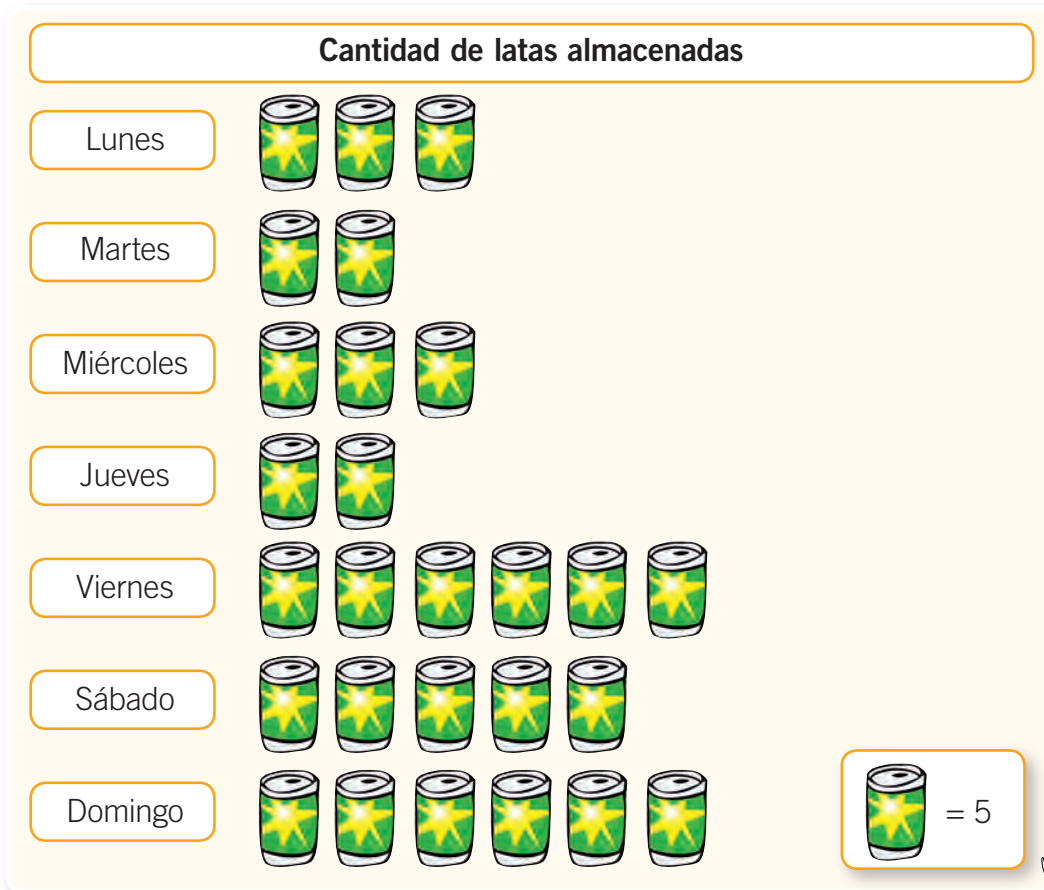 Cantidad de latas almacenadas
Lunes
Martes
Miércoles
Jueves
Viernes
Sábado
Domingo
= 5